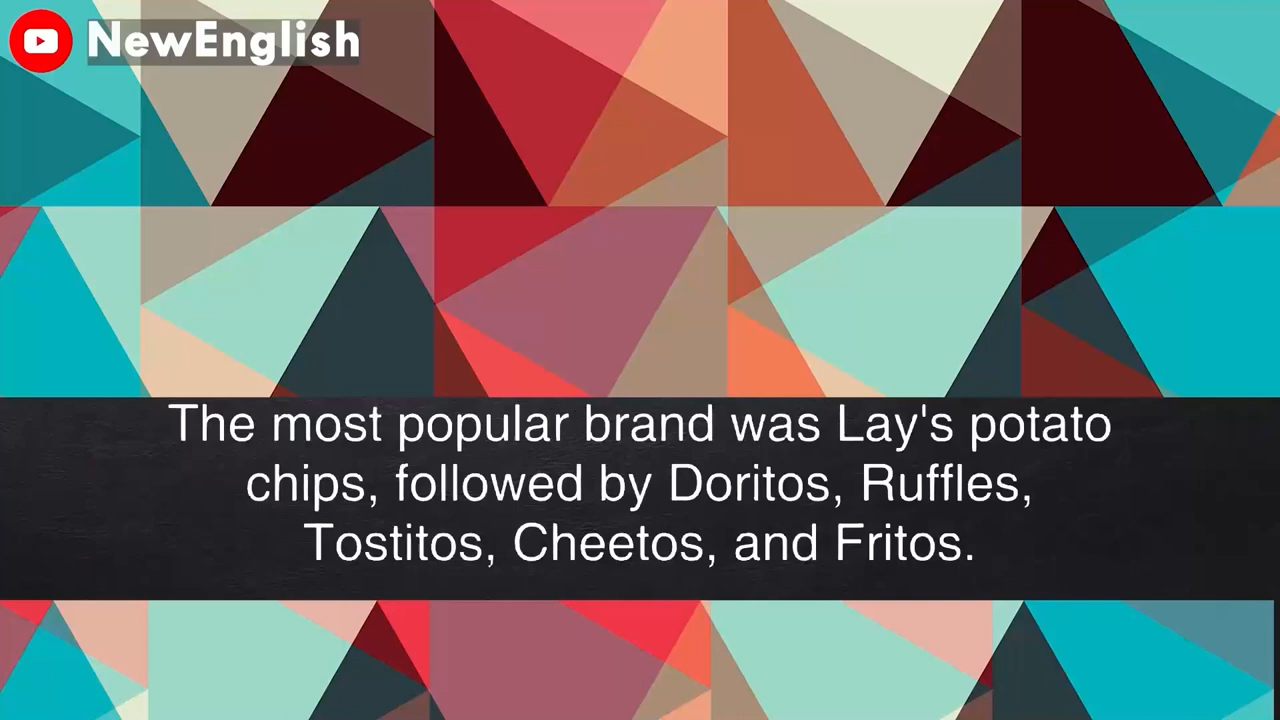 NewEnglish
The most popular brand was Lay's potato
chips, followed by Doritos, Ruffles,
Tostitos, Cheetos, and Fritos.